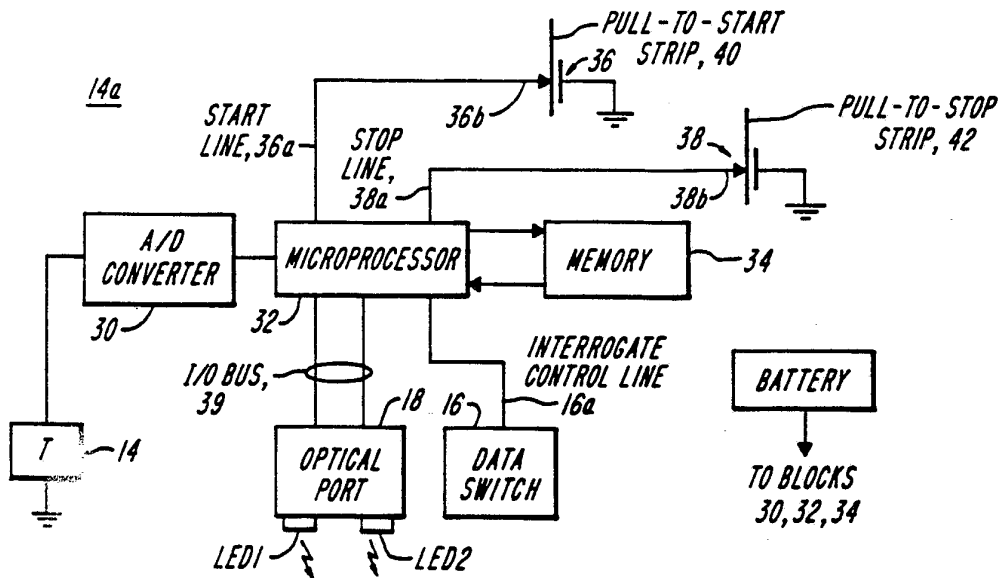 PULL-TO-START
STRIP, 40
14a
36
START
LINE, 36a
36b
PULL-TO-STOP
STRIP, 42
STOP
LINE,
38a
38
38b
A/D
CONVERTER
30
MICROPROCESSOR
32
MEMORY
34
I/O BUS,
39
INTERROGATE
CONTROL LINE
16a
BATTERY
TO BLOCKS
30, 32, 34
T
14
18
OPTICAL
PORT
16
DATA
SWITCH
LED1
LED2